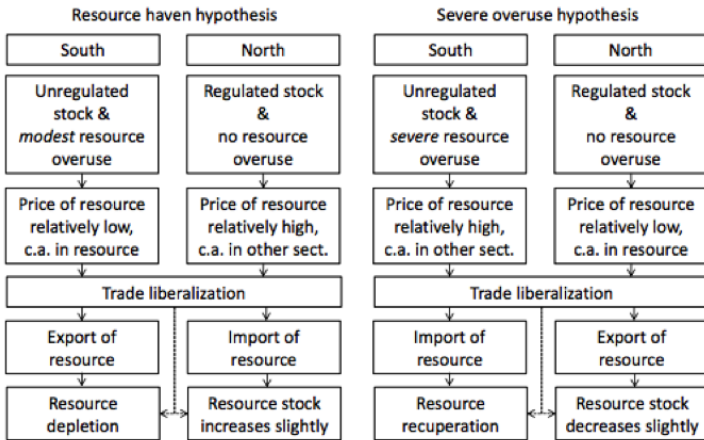 Resource haven hypothesis
South
North
Unregulated
stock &
modest resource
overuse
Regulated stock
&
no resource
overuse
Price of resource
relatively low,
c.a. in resource
Price of resource
relatively high,
c.a. in other sect.
Trade liberalization
Export of
resource
Import of
resource
Resource
depletion
Resource stock
increases slightly
Severe overuse hypothesis
South
North
Unregulated
stock &
severe resource
overuse
Regulated stock
&
no resource
overuse
Price of resource
relatively high,
c.a. in other sect.
Price of resource
relatively low,
c.a. in resource
Trade liberalization
Import of
resource
Export of
resource
Resource
recuperation
Resource stock
decreases slightly